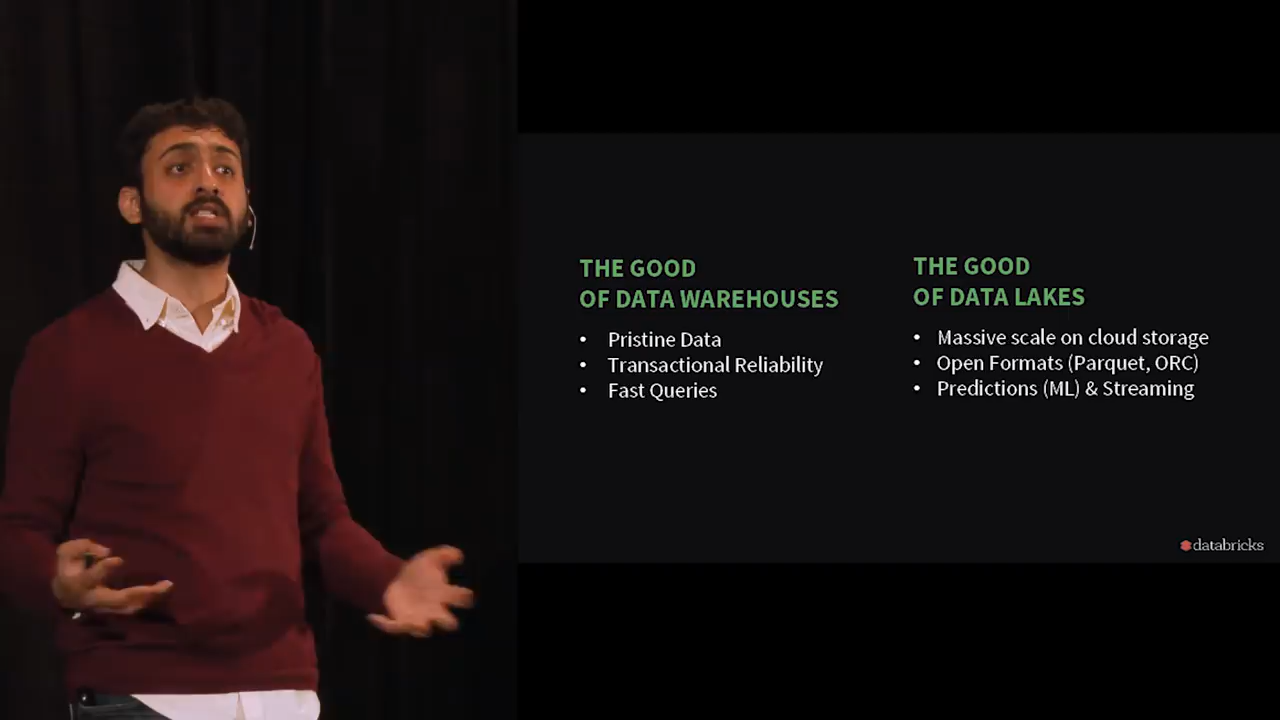 THE GOOD
OF DATA WAREHOUSES
• Pristine Data
• Transactional Reliability
• Fast Queries
THE GOOD
OF DATA LAKES
• Massive scale on cloud storage
• Open Formats (Parquet, ORC)
• Predictions (ML) & Streaming
databricks